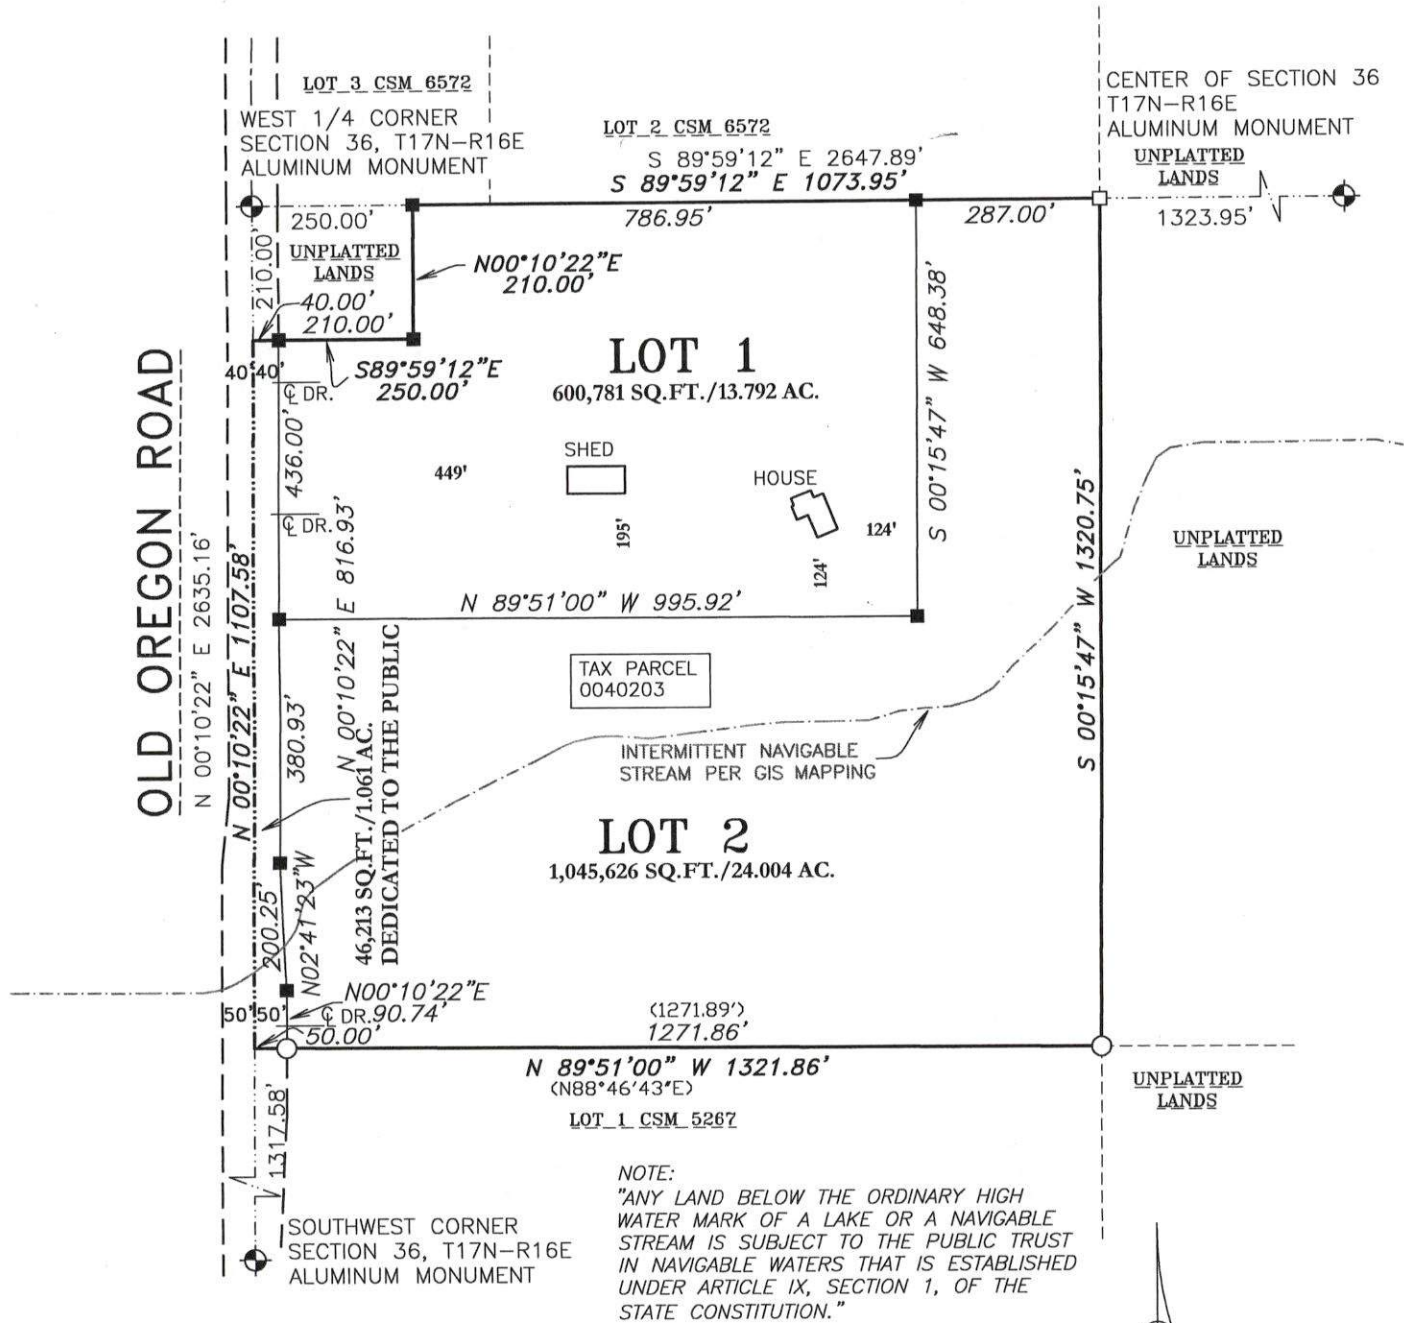 LOT 3 CSM 6572
WEST 1/4 CORNER
SECTION 36, T17N-R16E
ALUMINUM MONUMENT
LOT 2 CSM 6572
S 89°59'12" E 2647.89'
S 89°59'12" E 1073.95'
CENTER OF SECTION 36
T17N-R16E
ALUMINUM MONUMENT
UNPLATTED
LANDS
250.00'
786.95'
287.00'
1323.95'
210.00'
UNPLATTED
LANDS
N00°10'22"E
210.00'
40.00'
210.00'
S89°59'12"E
250.00'
40' 40'
℄ DR.
436.00'
℄ DR.
LOT 1
600,781 SQ.FT./13.792 AC.
S 00°15'47" W 648.38'
SHED
HOUSE
449'
195'
124'
124'
OLD OREGON ROAD
N 00°10'22" E 2635.16'
N 00°10'22" E 1107.58'
N 00°10'22" E 816.93'
N 89°51'00" W 995.92'
S 00°15'47" W 1320.75'
UNPLATTED
LANDS
TAX PARCEL
0040203
380.93'
46,213 SQ.FT./1.061 AC.
DEDICATED TO THE PUBLIC
INTERMITTENT NAVIGABLE
STREAM PER GIS MAPPING
LOT 2
1,045,626 SQ.FT./24.004 AC.
200.25'
N02°41'23"W
N00°10'22"E
90.74'
50' 50'
℄ DR.
50.00'
(1271.89')
1271.86'
N 89°51'00" W 1321.86'
(N88°46'43"E)
LOT 1 CSM 5267
UNPLATTED
LANDS
1317.58'
SOUTHWEST CORNER
SECTION 36, T17N-R16E
ALUMINUM MONUMENT
NOTE:
"ANY LAND BELOW THE ORDINARY HIGH
WATER MARK OF A LAKE OR A NAVIGABLE
STREAM IS SUBJECT TO THE PUBLIC TRUST
IN NAVIGABLE WATERS THAT IS ESTABLISHED
UNDER ARTICLE IX, SECTION 1, OF THE
STATE CONSTITUTION."